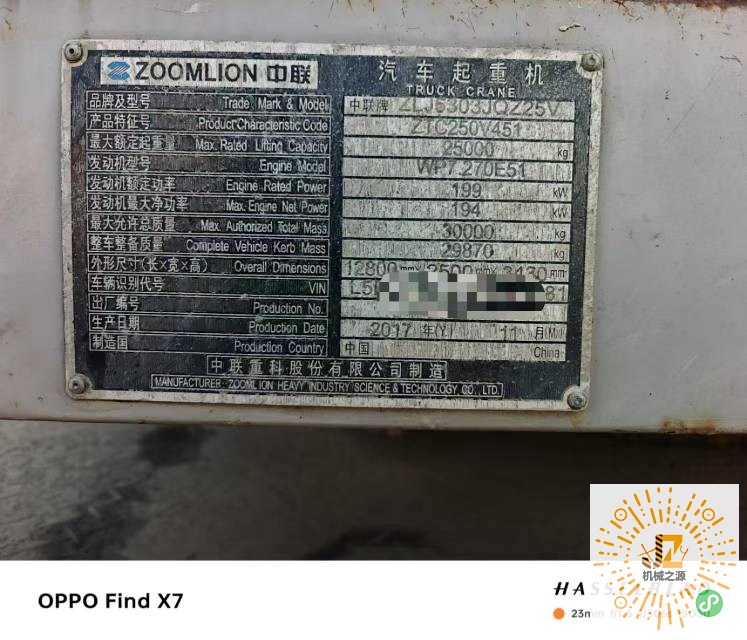 ZOOMLION 中联
汽车起重机
TRUCK CRANE
品牌及型号 Trade Mark & Model 中联牌 ZLJ5303JQZ25V
产品特征号 Product Characteristic Code ZTC250V451
最大额定起重量 Max. Rated Lifting Capacity 25000 kg
发动机型号 Engine Model WP7.270E51
发动机额定功率 Engine Rated Power 199 kW
发动机最大净功率 Max. Engine Net Power 194 kW
最大允许总质量 Max. Authorized Total Mass 30000 kg
整车整备质量 Complete Vehicle Kerb Mass 29870 kg
外形尺寸(长×宽×高) Overall Dimensions 12800mm× 2500mm× 3430mm
车辆识别代号 VIN L5 81
出厂编号 Production No.
生产日期 Production Date 2017 年(Y) 11 月(M)
制造国 Production Country 中国 China
中联重科股份有限公司制造
MANUFACTURER: ZOOMLION HEAVY INDUSTRY SCIENCE & TECHNOLOGY CO., LTD.
机械之源
OPPO Find X7
23mm